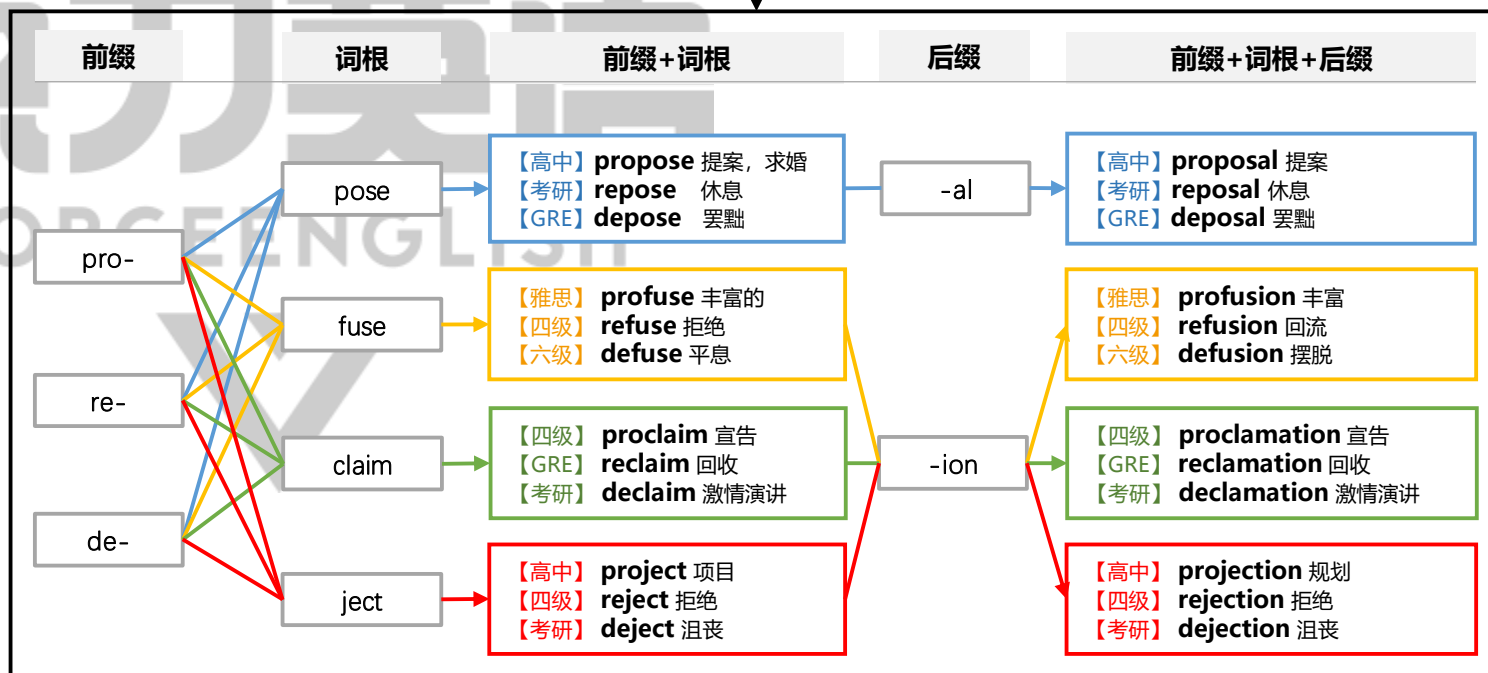 前缀
词根
前缀+词根
后缀
前缀+词根+后缀
pro-
re-
de-
pose
fuse
claim
ject
【高中】propose 提案，求婚
【考研】repose 休息
【GRE】depose 罢黜
【雅思】profuse 丰富的
【四级】refuse 拒绝
【六级】defuse 平息
【四级】proclaim 宣告
【GRE】reclaim 回收
【考研】declaim 激情演讲
【高中】project 项目
【四级】reject 拒绝
【考研】deject 沮丧
-al
-ion
【高中】proposal 提案
【考研】reposal 休息
【GRE】deposal 罢黜
【雅思】profusion 丰富
【四级】refusion 回流
【六级】defusion 摆脱
【四级】proclamation 宣告
【GRE】reclamation 回收
【考研】declamation 激情演讲
【高中】projection 规划
【四级】rejection 拒绝
【考研】dejection 沮丧